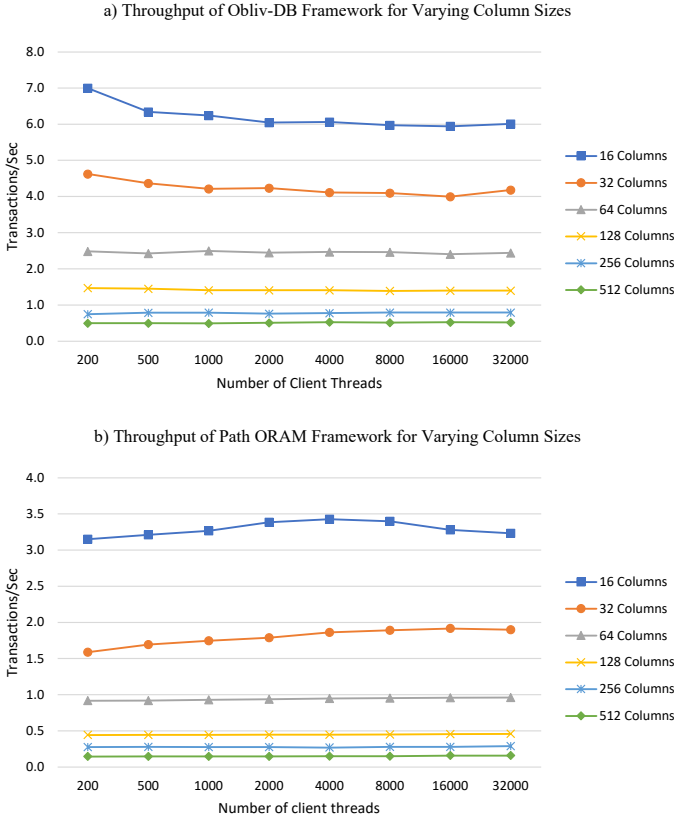 a) Throughput of Obliv-DB Framework for Varying Column Sizes
8.0
7.0
6.0
5.0
4.0
3.0
2.0
1.0
0.0
Transactions/Sec
200 500 1000 2000 4000 8000 16000 32000
Number of Client Threads
16 Columns
32 Columns
64 Columns
128 Columns
256 Columns
512 Columns
b) Throughput of Path ORAM Framework for Varying Column Sizes
4.0
3.5
3.0
2.5
2.0
1.5
1.0
0.5
0.0
Transactions/Sec
200 500 1000 2000 4000 8000 16000 32000
Number of client threads
16 Columns
32 Columns
64 Columns
128 Columns
256 Columns
512 Columns